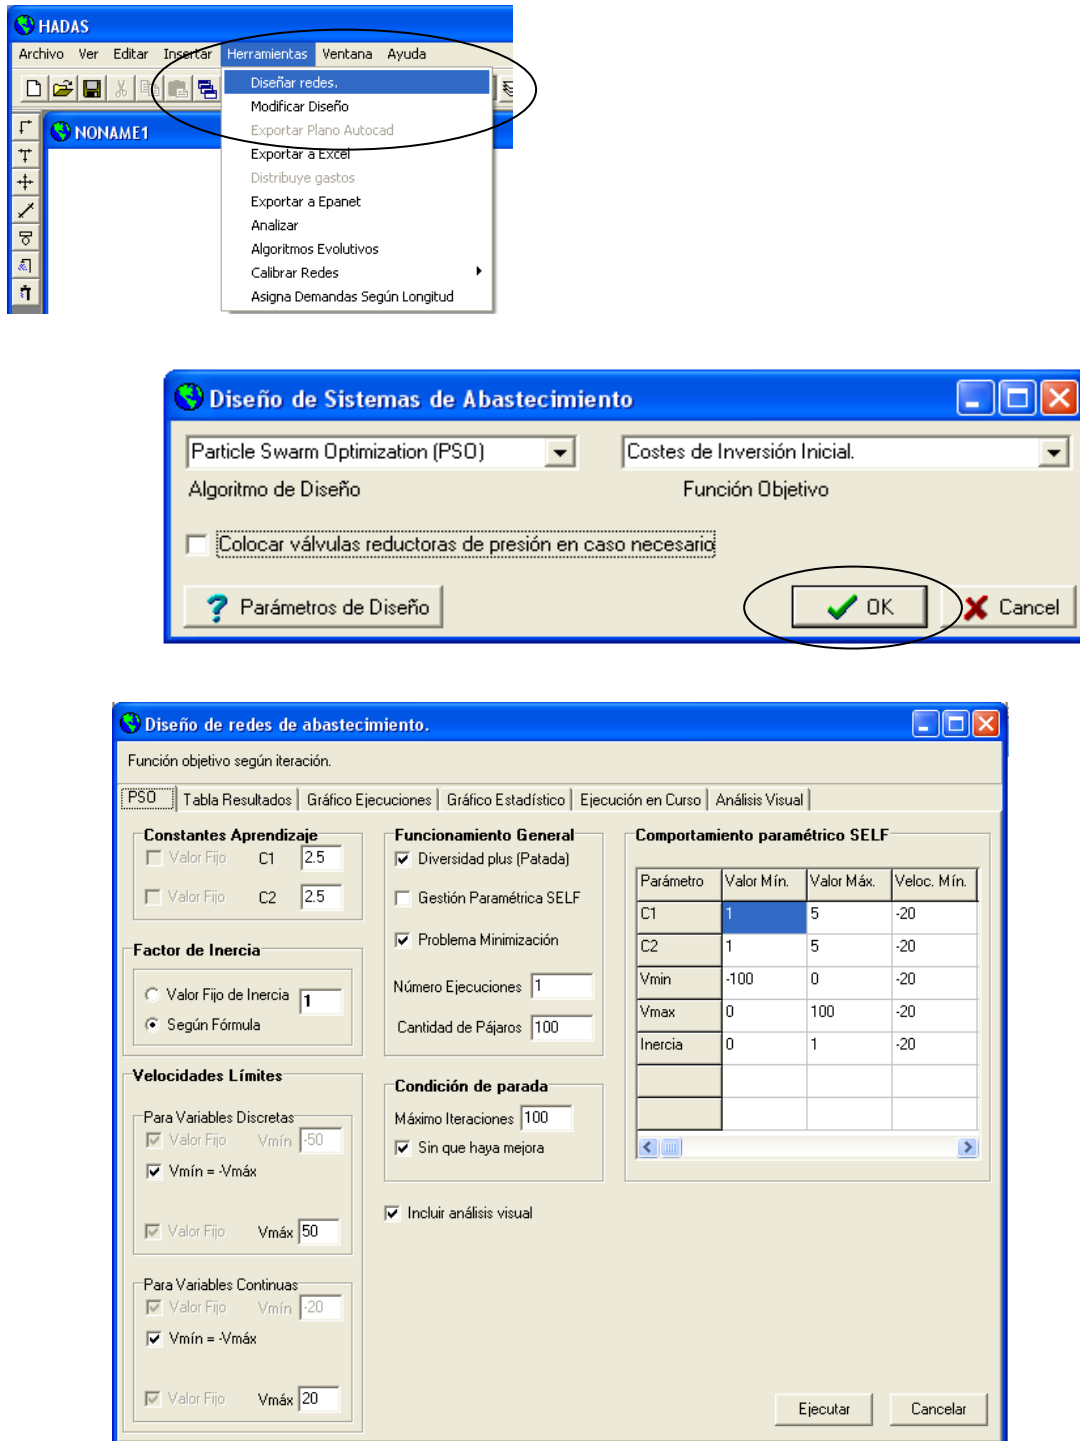 HADAS
Archivo Ver Editar Insertar Herramientas Ventana Ayuda
Diseñar redes.
Modificar Diseño
Exportar Plano Autocad
NONAME1
Exportar a Excel
Distribuye gastos
Exportar a Epanet
Analizar
Algoritmos Evolutivos
Calibrar Redes
Asigna Demandas Según Longitud
Diseño de Sistemas de Abastecimiento
Particle Swarm Optimization (PSO) Costes de Inversión Inicial.
Algoritmo de Diseño Función Objetivo
Colocar válvulas reductoras de presión en caso necesario
? Parámetros de Diseño OK Cancel
Diseño de redes de abastecimiento.
Función objetivo según iteración.
PSO Tabla Resultados Gráfico Ejecuciones Gráfico Estadístico Ejecución en Curso Análisis Visual
Constantes Aprendizaje
Valor Fijo C1 2.5
Valor Fijo C2 2.5
Factor de Inercia
Valor Fijo de Inercia 1
Según Fórmula
Velocidades Límites
Para Variables Discretas
Valor Fijo Vmín -50
Vmín = -Vmáx
Valor Fijo Vmáx 50
Para Variables Continuas
Valor Fijo Vmín -20
Vmín = -Vmáx
Valor Fijo Vmáx 20
Funcionamiento General
Diversidad plus (Patada)
Gestión Paramétrica SELF
Problema Minimización
Número Ejecuciones 1
Cantidad de Pájaros 100
Condición de parada
Máximo Iteraciones 100
Sin que haya mejora
Incluir análisis visual
Comportamiento paramétrico SELF
Parámetro Valor Mín. Valor Máx. Veloc. Mín.
C1 1 5 -20
C2 1 5 -20
Vmin -100 0 -20
Vmax 0 100 -20
Inercia 0 1 -20
Ejecutar Cancelar